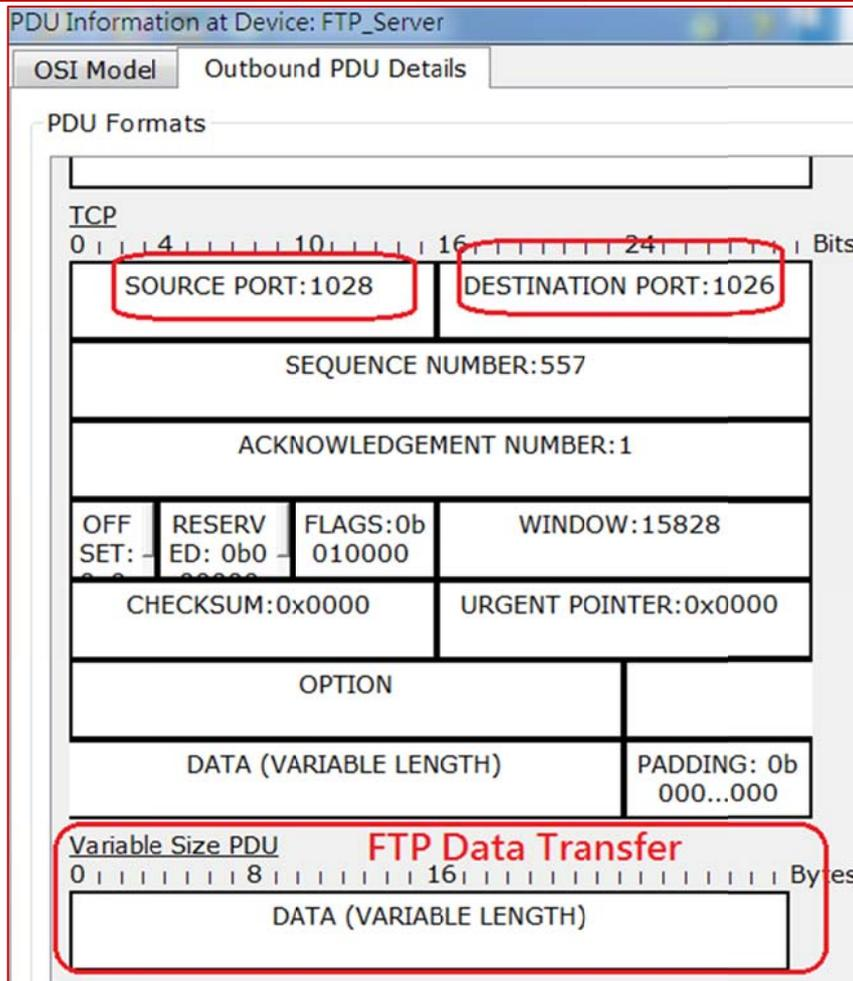 PDU Information at Device: FTP_Server
OSI Model
Outbound PDU Details
PDU Formats
TCP
0 4 10 16 24 Bits
SOURCE PORT:1028
DESTINATION PORT:1026
SEQUENCE NUMBER:557
ACKNOWLEDGEMENT NUMBER:1
OFF
SET:
RESERV
ED: 0b0
FLAGS:0b
010000
WINDOW:15828
CHECKSUM:0x0000
URGENT POINTER:0x0000
OPTION
DATA (VARIABLE LENGTH)
PADDING: 0b
000...000
Variable Size PDU
FTP Data Transfer
0 8 16 Bytes
DATA (VARIABLE LENGTH)